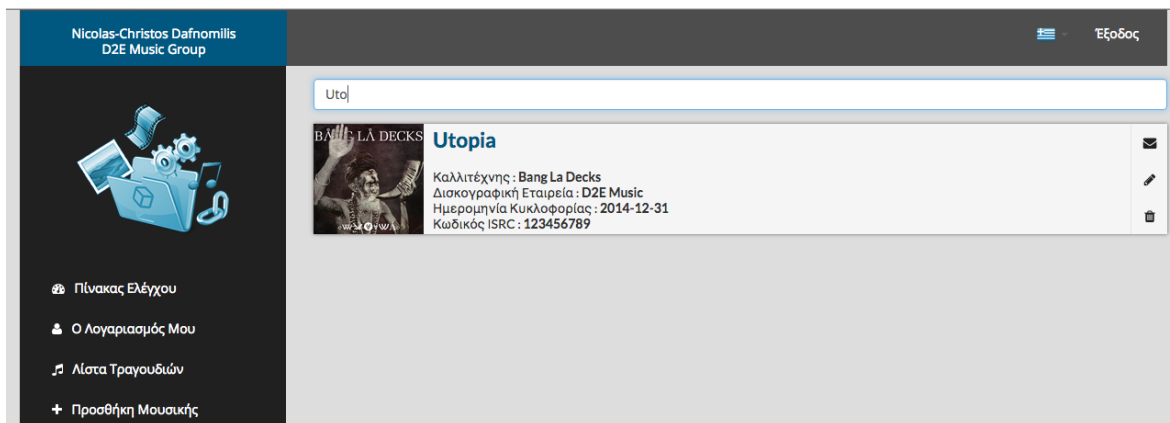 Nicolas-Christos Dafnomilis
D2E Music Group
Έξοδος
Uto
BANG LA DECKS
Utopia
Καλλιτέχνης : Bang La Decks
Δισκογραφική Εταιρεία : D2E Music
Ημερομηνία Κυκλοφορίας : 2014-12-31
Κωδικός ISRC : 123456789
Πίνακας Ελέγχου
Ο Λογαριασμός Μου
Λίστα Τραγουδιών
Προσθήκη Μουσικής